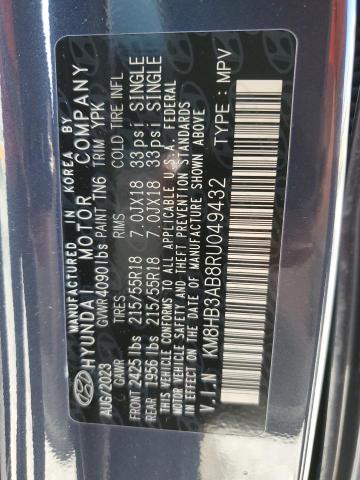 MADE IN KOREA BY
HYUNDAI MOTOR COMPANY
AUG/2023 GVWR 4090 lbs PAINT TN6 TRIM YPK
GAWR TIRES RIMS COLD TIRE INFL
FRONT 2425 lbs 215/55R18 7.0JX18 33psi SINGLE
REAR 1956 lbs 215/55R18 7.0JX18 33psi SINGLE
THIS VEHICLE CONFORMS TO ALL APPLICABLE U.S.A. FEDERAL
MOTOR VEHICLE SAFETY, BUMPER, AND THEFT PREVENTION STANDARDS
IN EFFECT ON THE DATE OF MANUFACTURE SHOWN ABOVE
V.I.N : KM8HB3AB8RU049432 TYPE : MPV